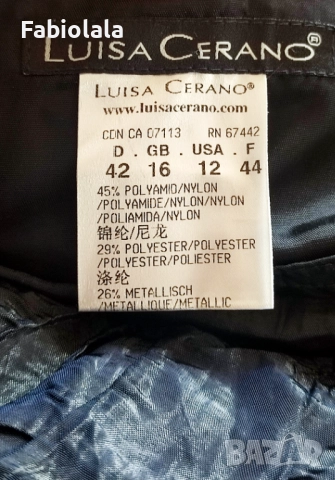 Fabiolala
LUISA CERANO®
LUISA CERANO®
www.luisacerano.com
CDN CA 07113 RN 67442
D . GB . USA . F
42 16 12 44
45% POLYAMID/NYLON
/POLYAMIDE/NYLON/NYLON
/POLIAMIDA/NYLON
锦纶/尼龙
29% POLYESTER/POLYESTER
/POLYESTER/POLIESTER
涤纶
26% METALLISCH
/METALLIQUE/METALLIC
BAZAR